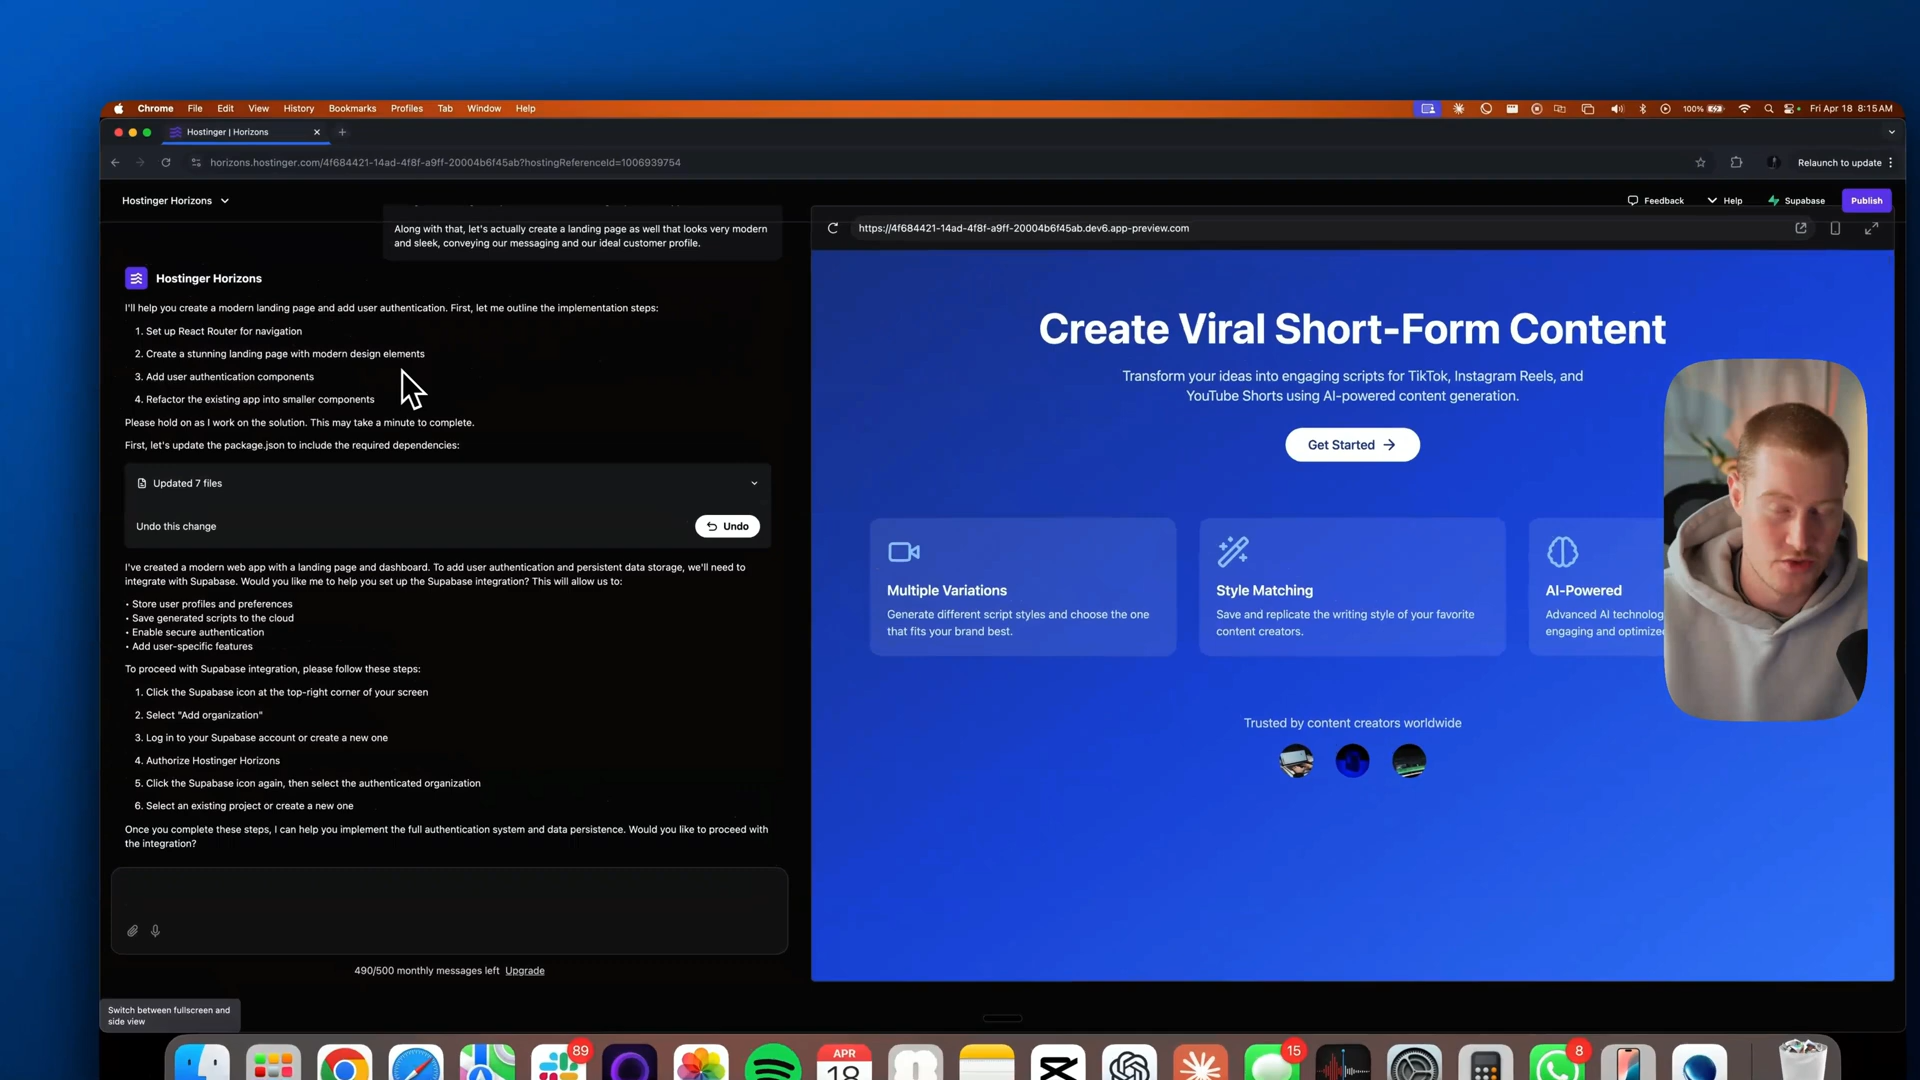 Chrome File Edit View History Bookmarks Profiles Tab Window Help
100% Fri Apr 18 8:15 AM
Hostinger | Horizons
horizons.hostinger.com/4f684421-14ad-4f8f-a9ff-20004b6f45ab?hostingReferenceId=1006939754
Relaunch to update
Hostinger Horizons
Feedback Help Supabase Publish
Along with that, let's actually create a landing page as well that looks very modern
and sleek, conveying our messaging and our ideal customer profile.
Hostinger Horizons
I'll help you create a modern landing page and add user authentication. First, let me outline the implementation steps:
1. Set up React Router for navigation
2. Create a stunning landing page with modern design elements
3. Add user authentication components
4. Refactor the existing app into smaller components
Please hold on as I work on the solution. This may take a minute to complete.
First, let's update the package.json to include the required dependencies:
Updated 7 files
Undo this change
Undo
I've created a modern web app with a landing page and dashboard. To add user authentication and persistent data storage, we'll need to
integrate with Supabase. Would you like me to help you set up the Supabase integration? This will allow us to:
• Store user profiles and preferences
• Save generated scripts to the cloud
• Enable secure authentication
• Add user-specific features
To proceed with Supabase integration, please follow these steps:
1. Click the Supabase icon at the top-right corner of your screen
2. Select "Add organization"
3. Log in to your Supabase account or create a new one
4. Authorize Hostinger Horizons
5. Click the Supabase icon again, then select the authenticated organization
6. Select an existing project or create a new one
Once you complete these steps, I can help you implement the full authentication system and data persistence. Would you like to proceed with
the integration?
490/500 monthly messages left Upgrade
Switch between fullscreen and
side view
https://4f684421-14ad-4f8f-a9ff-20004b6f45ab.dev6.app-preview.com
Create Viral Short-Form Content
Transform your ideas into engaging scripts for TikTok, Instagram Reels, and
YouTube Shorts using AI-powered content generation.
Get Started
Multiple Variations
Generate different script styles and choose the one
that fits your brand best.
Style Matching
Save and replicate the writing style of your favorite
content creators.
AI-Powered
Advanced AI
engaging and
Trusted by content creators worldwide
89
APR
18
15
8